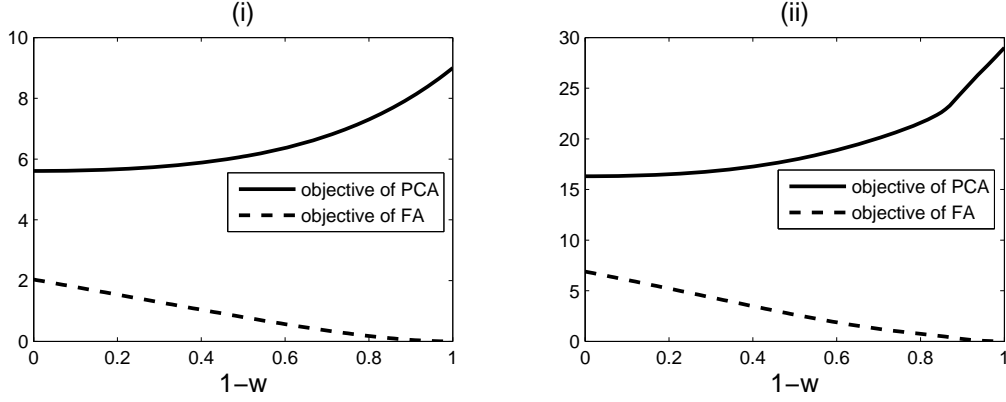 (i)
10
8
6
4
2
0
objective of PCA
objective of FA
0 0.2 0.4 0.6 0.8 1
1−w
(ii)
30
25
20
15
10
5
0
objective of PCA
objective of FA
0 0.2 0.4 0.6 0.8 1
1−w